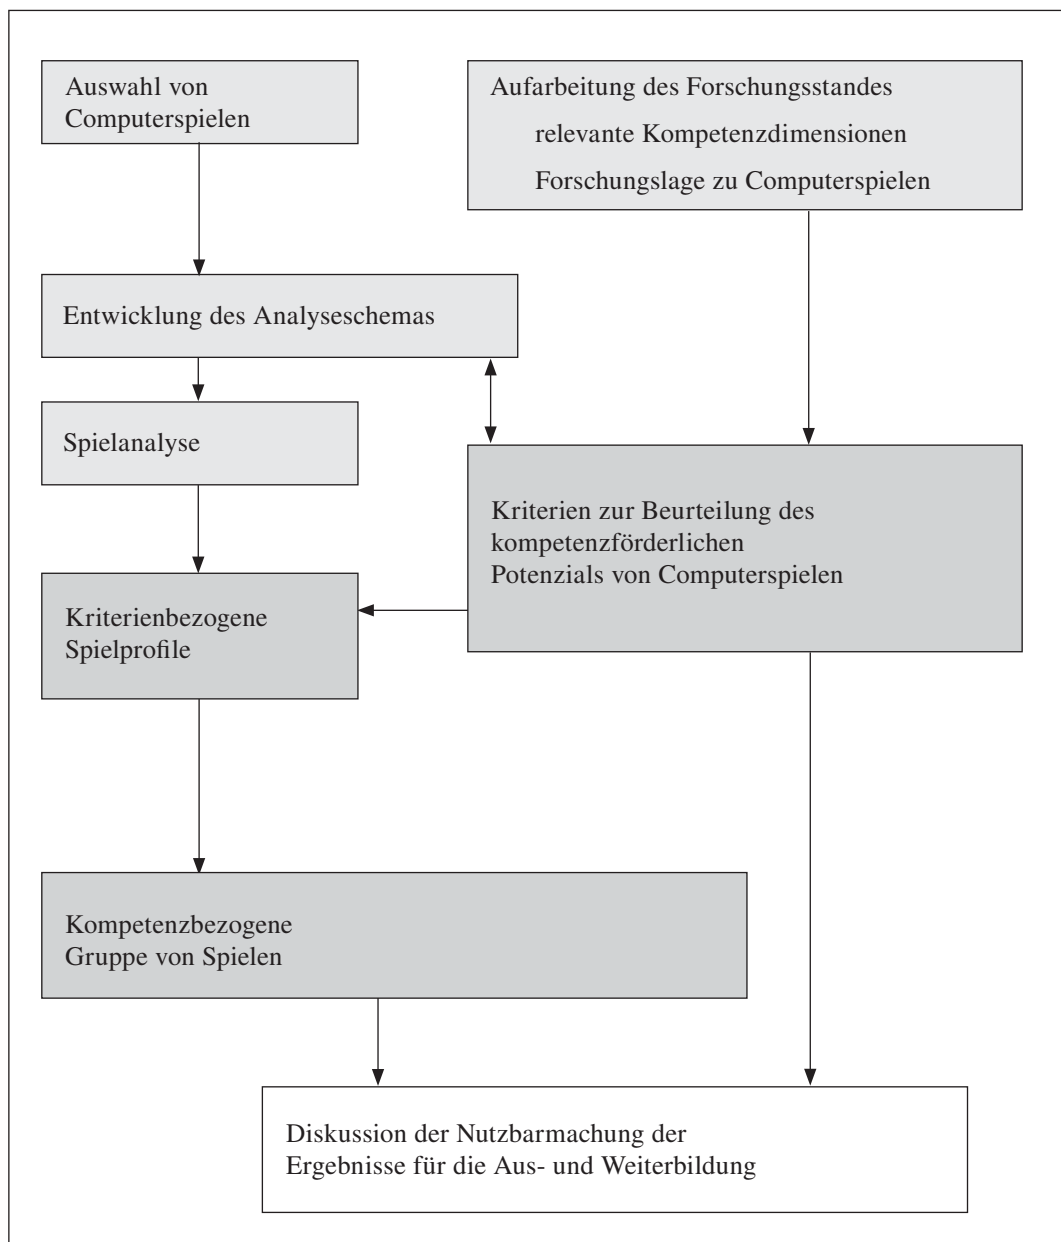 Auswahl von
Computerspielen
Aufarbeitung des Forschungsstandes
relevante Kompetenzdimensionen
Forschungslage zu Computerspielen
Entwicklung des Analyseschemas
Spielanalyse
Kriterien zur Beurteilung des
kompetenzförderlichen
Potenzials von Computerspielen
Kriterienbezogene
Spielprofile
Kompetenzbezogene
Gruppe von Spielen
Diskussion der Nutzbarmachung der
Ergebnisse für die Aus- und Weiterbildung